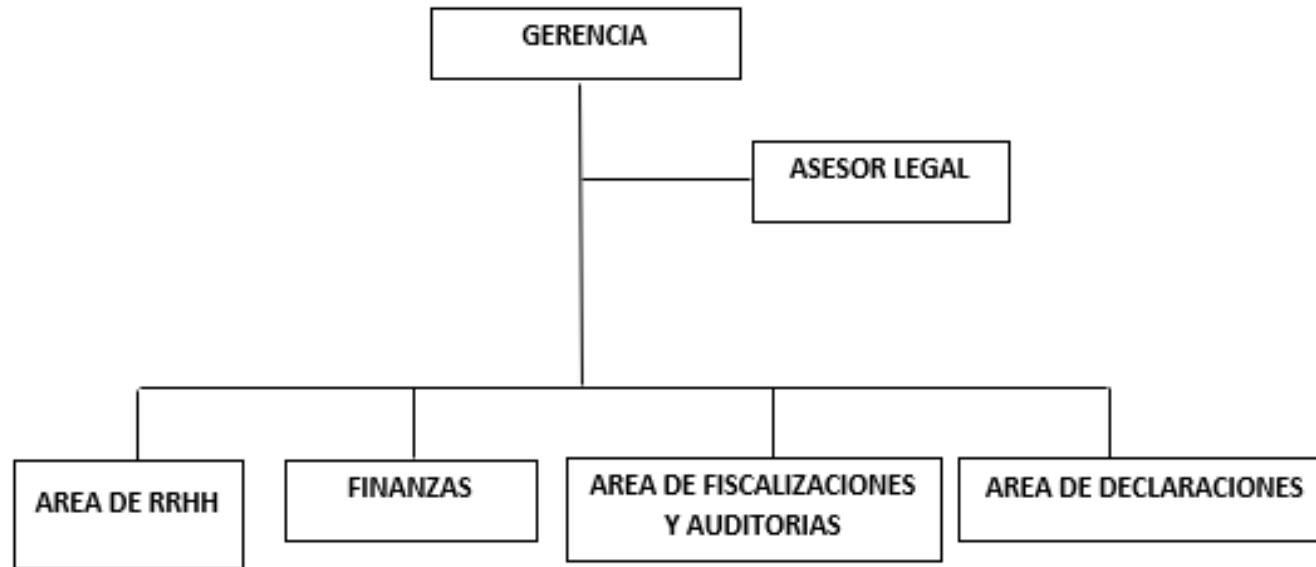 GERENCIA
ASESOR LEGAL
AREA DE RRHH
FINANZAS
AREA DE FISCALIZACIONES
Y AUDITORIAS
AREA DE DECLARACIONES